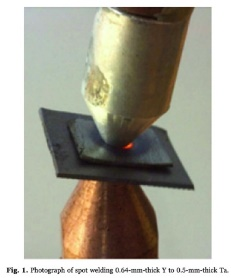 Fig. 1. Photograph of spot welding 0.64-mm-thick Y to 0.5-mm-thick Ta.